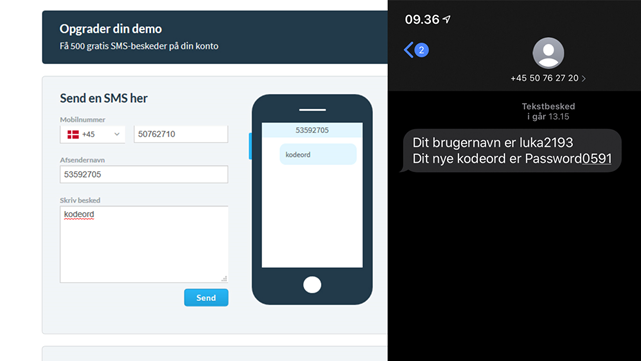 Opgrader din demo
Få 500 gratis SMS-beskeder på din konto
Send en SMS her
Mobilnummer
+45
50762710
Afsendernavn
53592705
Skriv besked
kodeord
Send
53592705
kodeord
09.36
2
+45 50 76 27 20
Tekstbesked
i går 13.15
Dit brugernavn er luka2193
Dit nye kodeord er Password0591